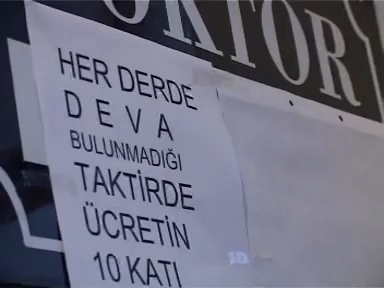 OKTOR
HER DERDE
D E V A
BULUNMADIĞI
TAKTİRDE
ÜCRETİN
10 KATI